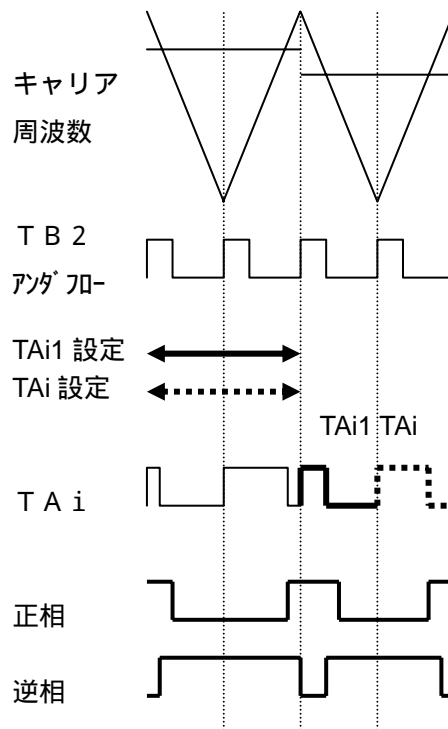 キャリア
周波数
ＴＢ２
ｱﾝﾀﾞﾌﾛｰ
TAi1 設定
TAi 設定
TAi1 TAi
ＴＡｉ
正相
逆相